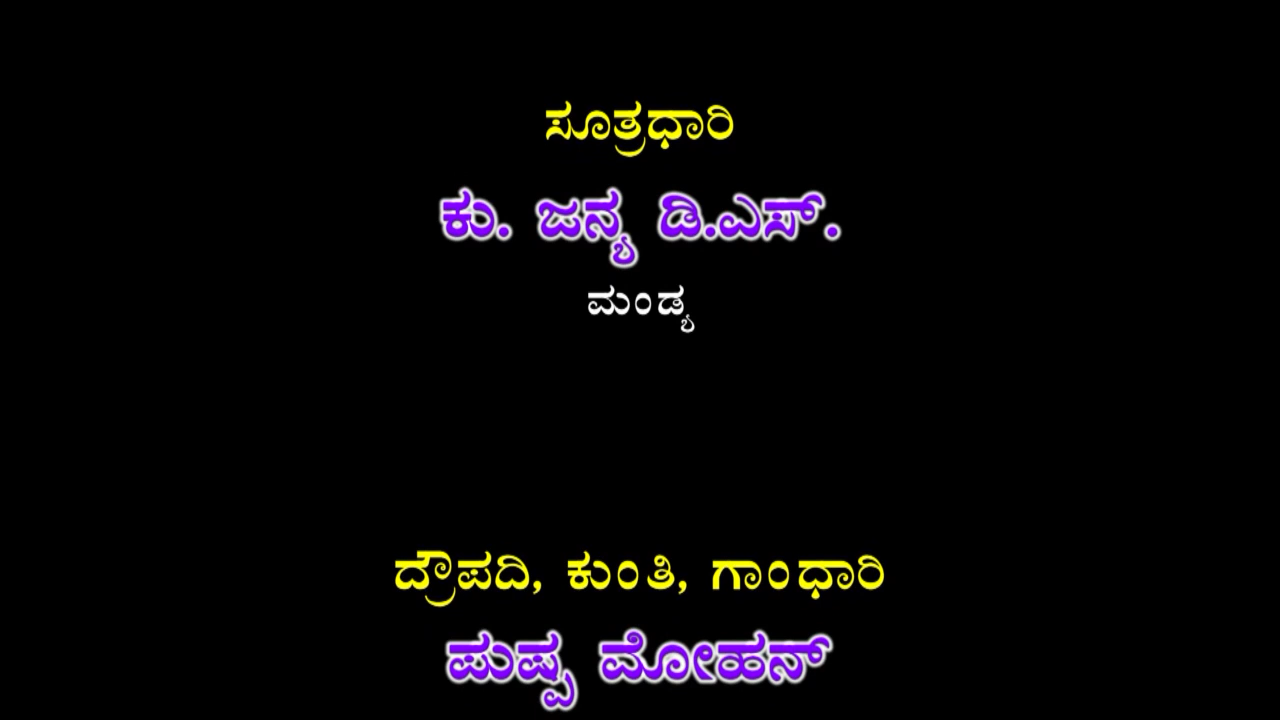 ಸೂತ್ರಧಾರಿ
ಕು. ಜನ್ಯ ಡಿ.ಎಸ್.
ಮಂಡ್ಯ
ದ್ರೌಪದಿ, ಕುಂತಿ, ಗಾಂಧಾರಿ
ಪುಷ್ಪ ಮೋಹನ್